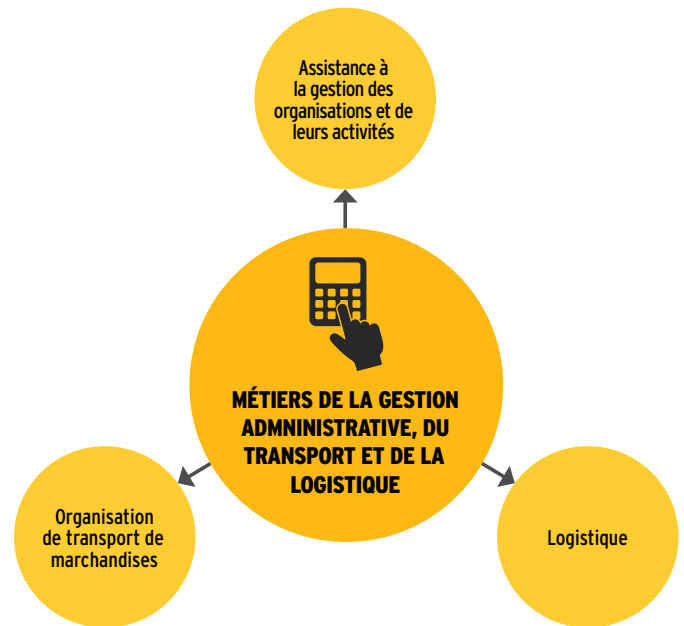 Assistance à
la gestion des
organisations et de
leurs activités
MÉTIERS DE LA GESTION
ADMNINISTRATIVE, DU
TRANSPORT ET DE LA
LOGISTIQUE
Organisation
de transport de
marchandises
Logistique